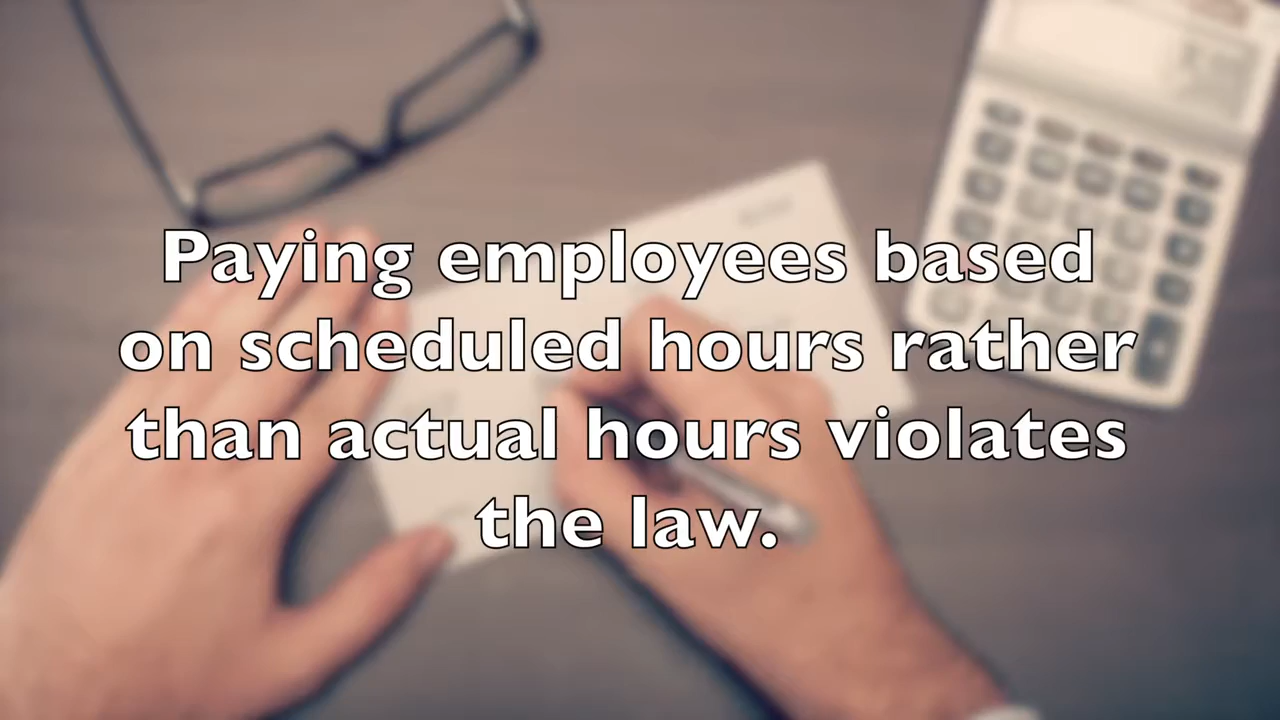 Paying employees based
on scheduled hours rather
than actual hours violates
the law.